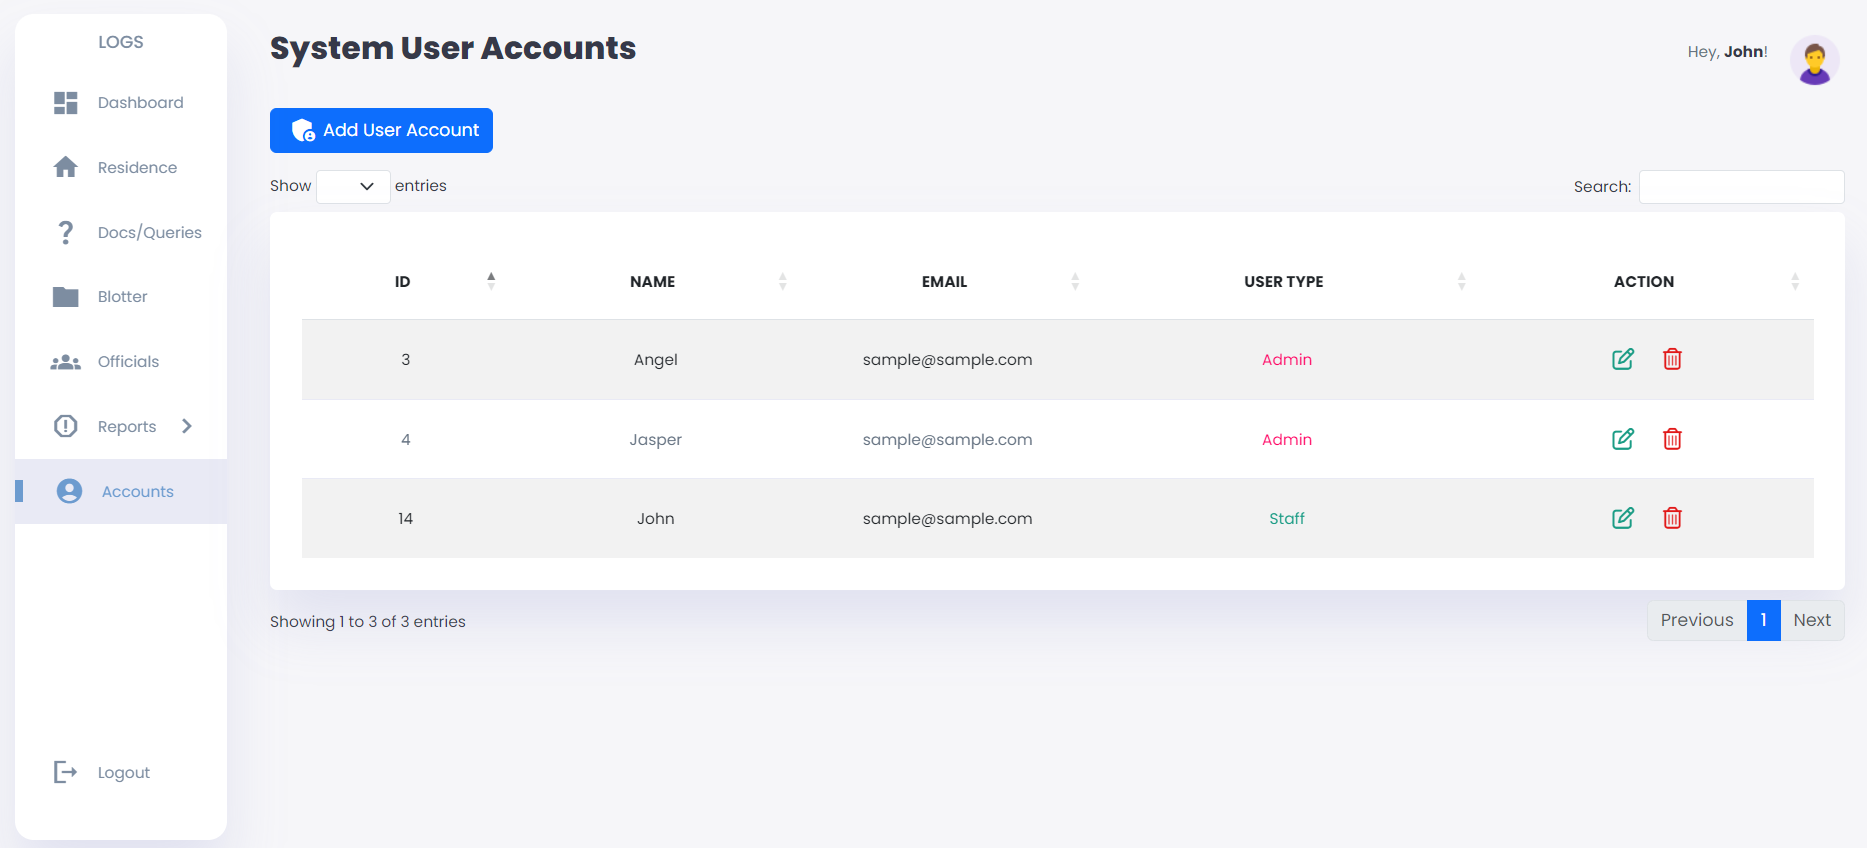 LOGS
Dashboard
Residence
Docs/Queries
Blotter
Officials
Reports
Accounts
Logout
System User Accounts
Hey, John!
Add User Account
Show entries
Search:
ID NAME EMAIL USER TYPE ACTION
3 Angel sample@sample.com Admin
4 Jasper sample@sample.com Admin
14 John sample@sample.com Staff
Showing 1 to 3 of 3 entries
Previous 1 Next